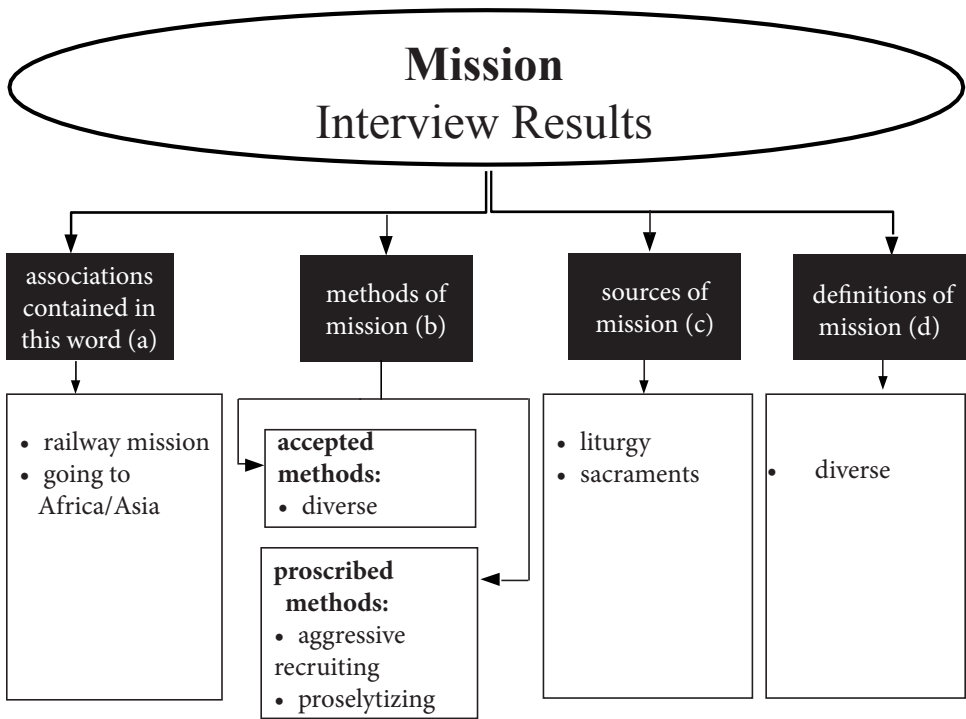 Mission
Interview Results
associations
contained in
this word (a)
methods of
mission (b)
sources of
mission (c)
definitions of
mission (d)
• railway mission
• going to
Africa/Asia
accepted
methods:
• diverse
proscribed
methods:
• aggressive
recruiting
• proselytizing
• liturgy
• sacraments
• diverse